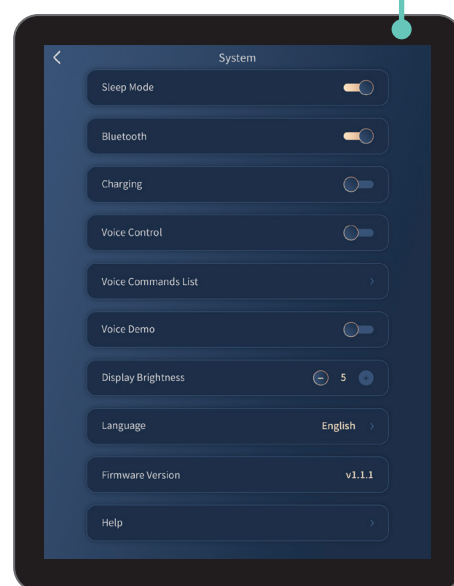 System
Sleep Mode
Bluetooth
Charging
Voice Control
Voice Commands List
Voice Demo
Display Brightness 5
Language English
Firmware Version v1.1.1
Help